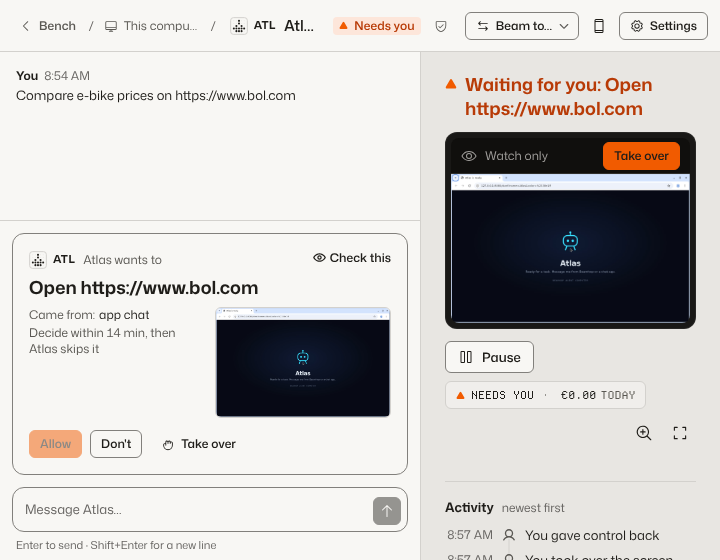 Bench / This compu... / ATL Atl... Needs you Beam to... Settings
You 8:54 AM
Compare e-bike prices on https://www.bol.com
ATL Atlas wants to Check this
Open https://www.bol.com
Came from: app chat
Decide within 14 min, then
Atlas skips it
Atlas
Allow Don't Take over
Message Atlas...
Enter to send · Shift+Enter for a new line
Waiting for you: Open
https://www.bol.com
Watch only Take over
Atlas
Pause
NEEDS YOU · €0.00 TODAY
Activity newest first
8:57 AM You gave control back
8:57 AM You took over the screen